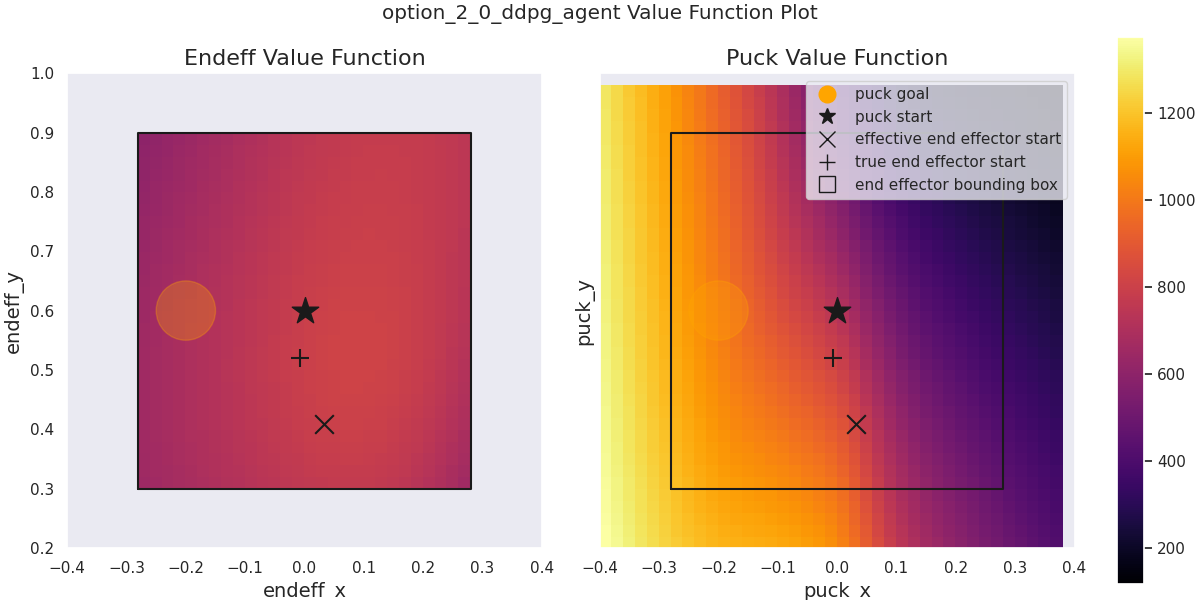 option_2_0_ddpg_agent Value Function Plot
Endeff Value Function
Puck Value Function
1.0
0.9
0.8
0.7
0.6
0.5
0.4
0.3
0.2
endeff_y
−0.4 −0.3 −0.2 −0.1 0.0 0.1 0.2 0.3 0.4
endeff_x
puck_y
puck goal
puck start
effective end effector start
true end effector start
end effector bounding box
−0.4 −0.3 −0.2 −0.1 0.0 0.1 0.2 0.3 0.4
puck_x
1200
1000
800
600
400
200